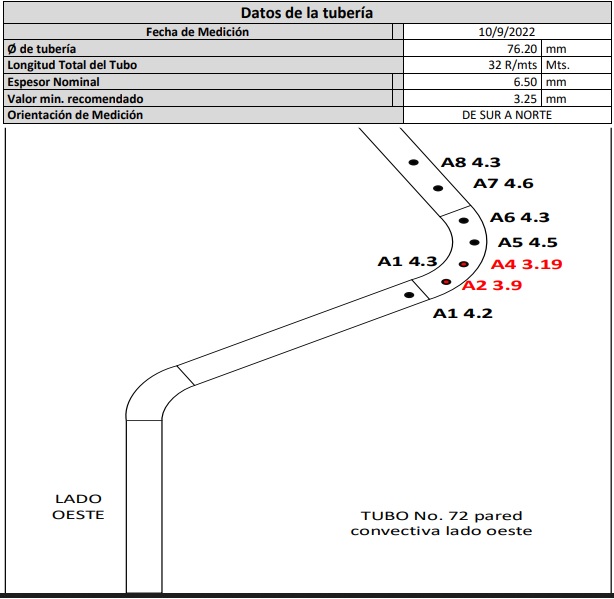 Datos de la tubería
Fecha de Medición 10/9/2022
Ø de tubería 76.20 mm
Longitud Total del Tubo 32 R/mts Mts.
Espesor Nominal 6.50 mm
Valor min. recomendado 3.25 mm
Orientación de Medición DE SUR A NORTE
A8 4.3
A7 4.6
A6 4.3
A5 4.5
A1 4.3 A4 3.19
A2 3.9
A1 4.2
LADO
OESTE
TUBO No. 72 pared
convectiva lado oeste